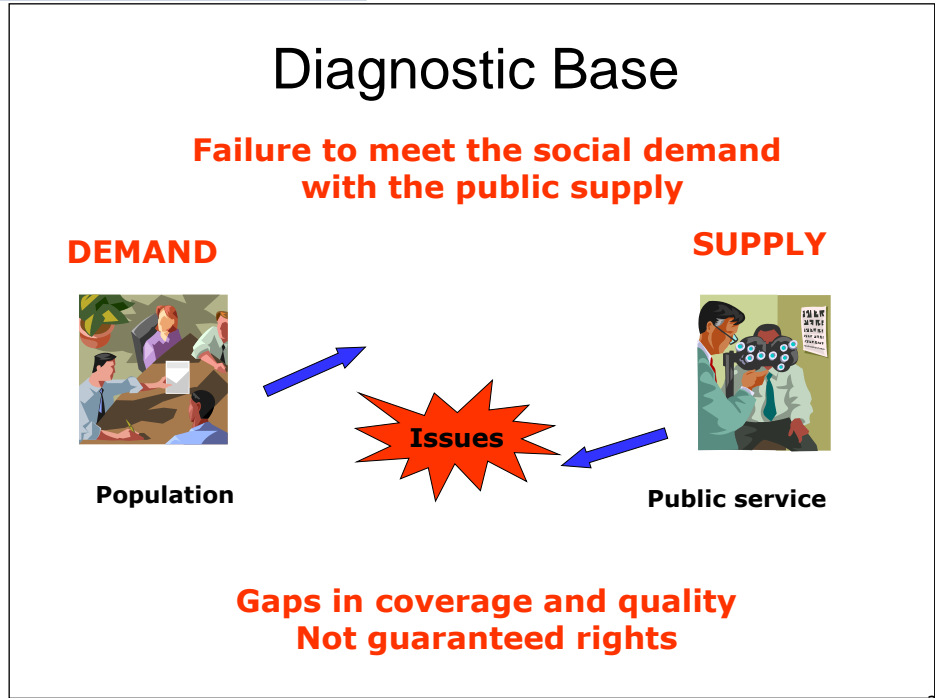 Diagnostic Base
Failure to meet the social demand
with the public supply
DEMAND
SUPPLY
Issues
Population
Public service
Gaps in coverage and quality
Not guaranteed rights